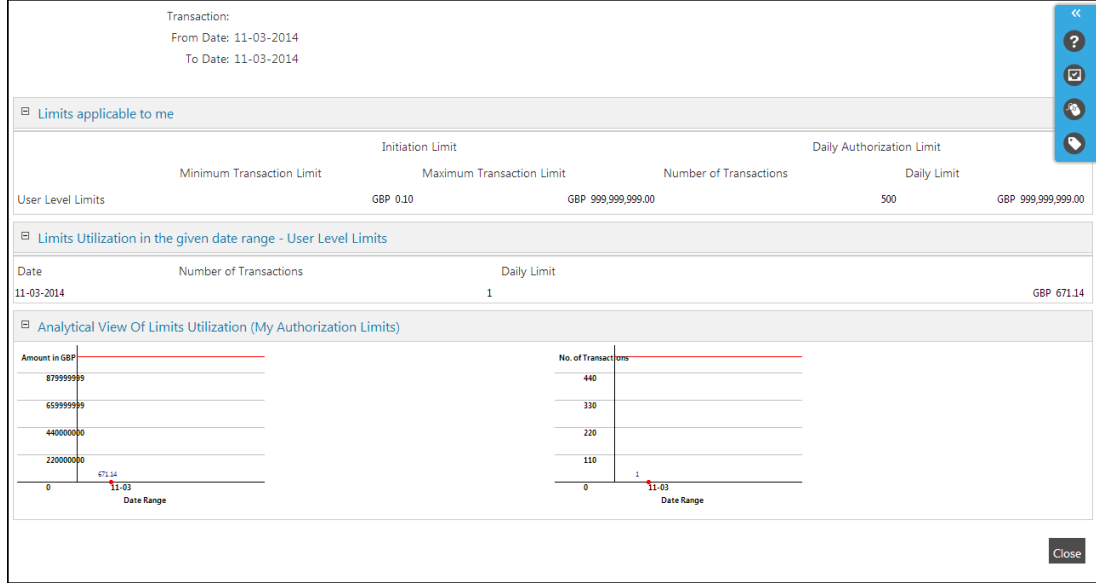 Transaction:
From Date: 11-03-2014
To Date: 11-03-2014
Limits applicable to me
Initiation Limit Daily Authorization Limit
Minimum Transaction Limit Maximum Transaction Limit Number of Transactions Daily Limit
User Level Limits GBP 0.10 GBP 999,999,999.00 500 GBP 999,999,999.00
Limits Utilization in the given date range - User Level Limits
Date Number of Transactions Daily Limit
11-03-2014 1 GBP 671.14
Analytical View Of Limits Utilization (My Authorization Limits)
Amount in GBP
879999999
659999999
440000000
220000000
671.14
0 11-03
Date Range
No. of Transactions
440
330
220
110
1
0 11-03
Date Range
Close